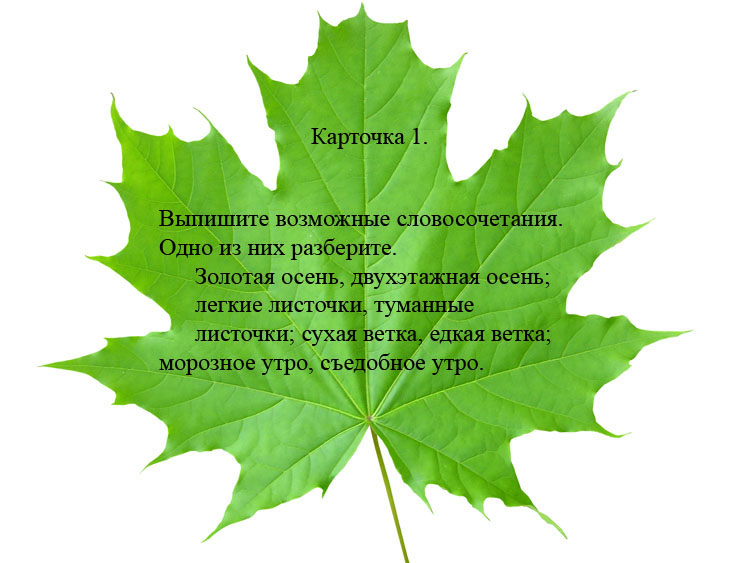 Карточка 1.
Выпишите возможные словосочетания.
Одно из них разберите.
Золотая осень, двухэтажная осень;
легкие листочки, туманные
листочки; сухая ветка, едкая ветка;
морозное утро, съедобное утро.